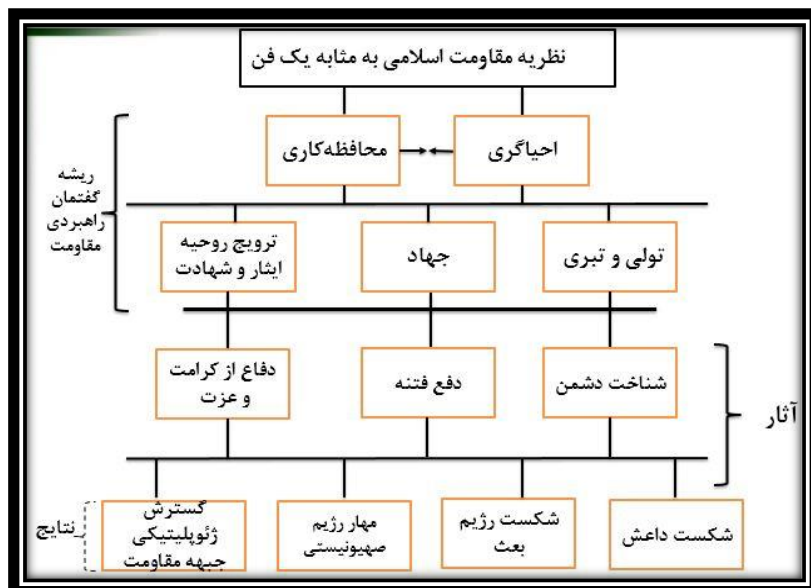 نظریه مقاومت اسلامی به مثابه یک فن
احیاگری
محافظه‌کاری
ریشه
گفتمان
راهبردی
مقاومت
تولی و تبری
جهاد
ترویج روحیه
ایثار و شهادت
شناخت دشمن
دفع فتنه
دفاع از کرامت
و عزت
آثار
شکست داعش
شکست رژیم
بعث
مهار رژیم
صهیونیستی
گسترش
ژئوپلیتیکی
جبهه مقاومت
نتایج